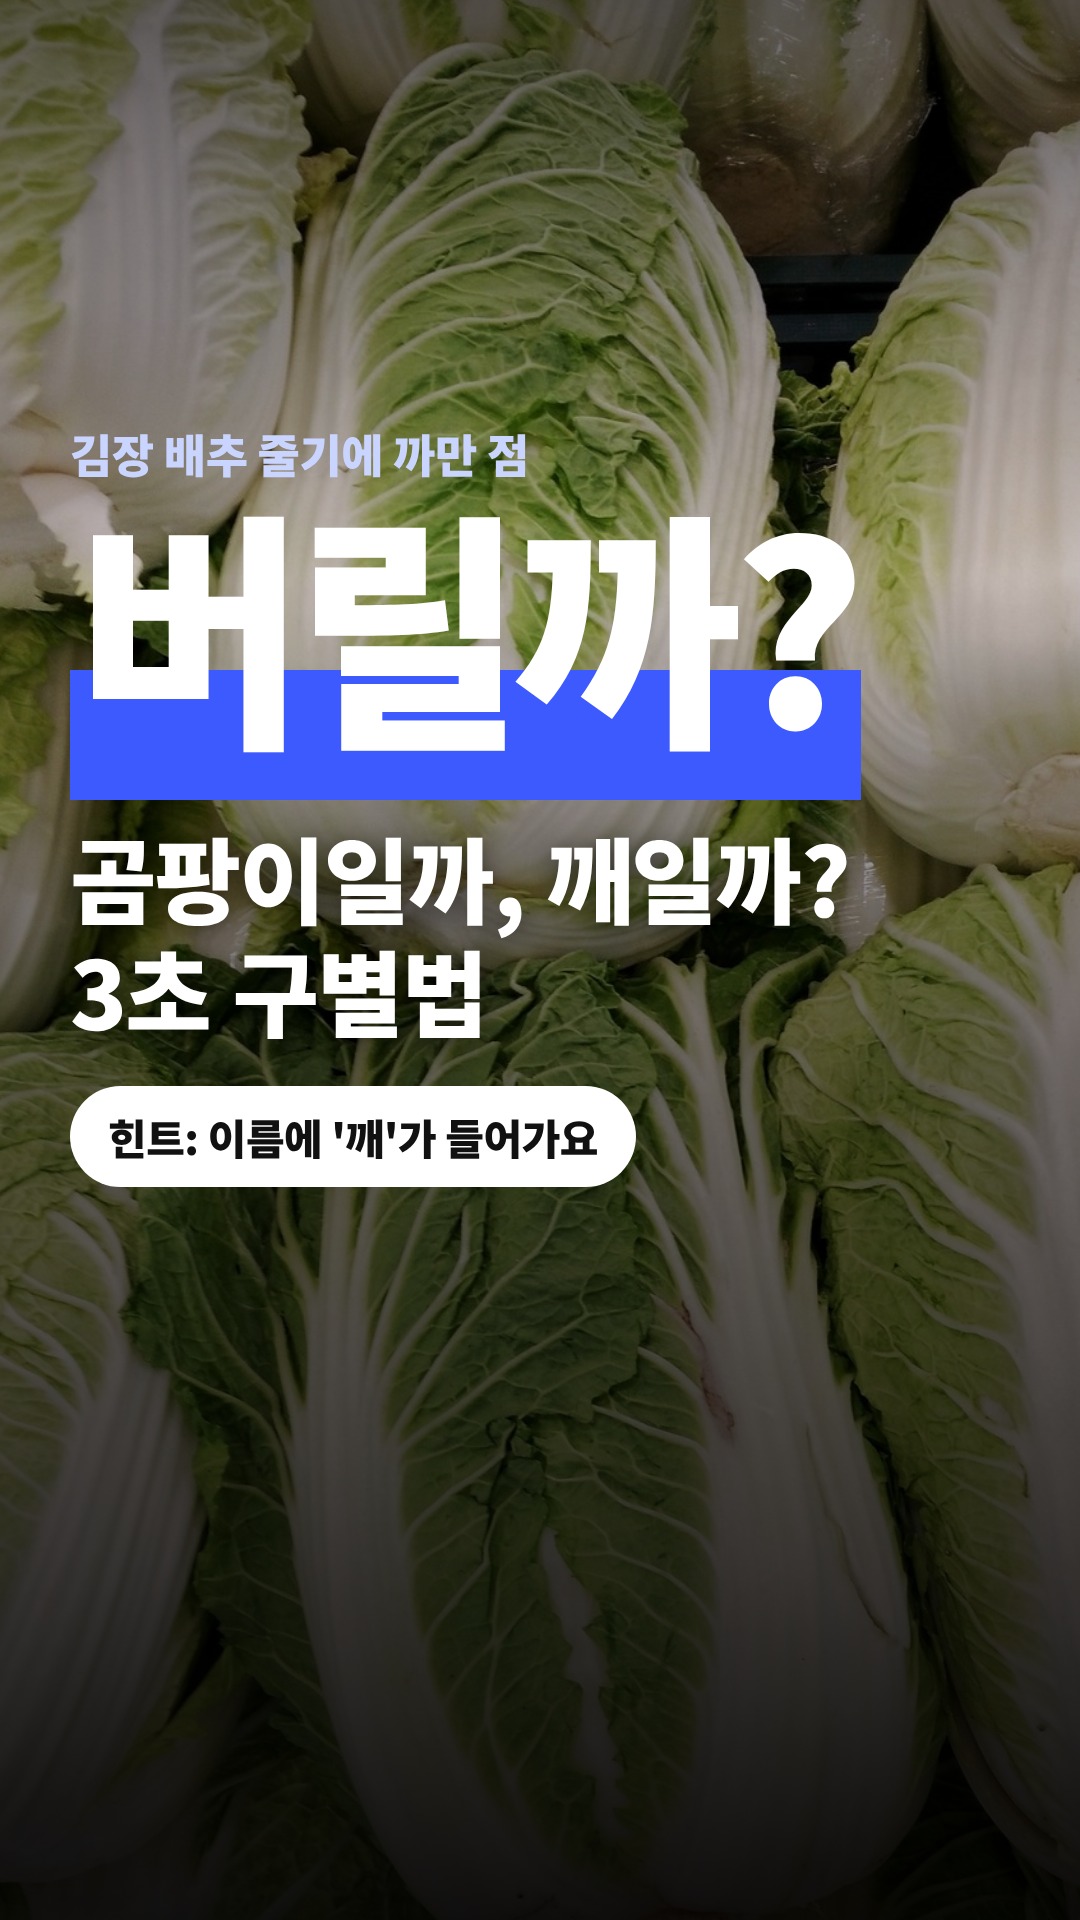 김장 배추 줄기에 까만 점
버릴까?
곰팡이일까, 깨일까?
3초 구별법
힌트: 이름에 '깨'가 들어가요